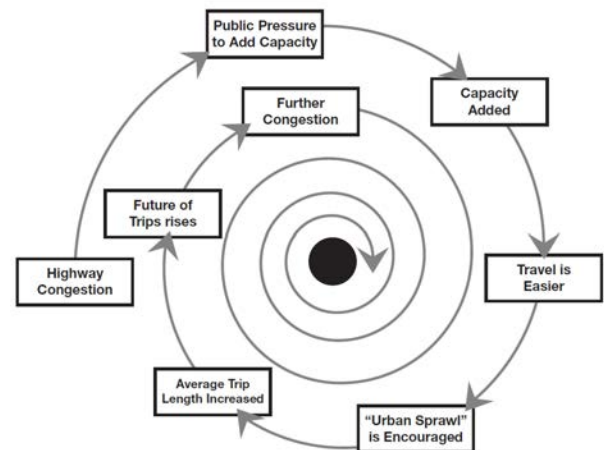 Public Pressure
to Add Capacity
Further
Congestion
Capacity
Added
Future of
Trips rises
Highway
Congestion
Travel is
Easier
Average Trip
Length Increased
“Urban Sprawl”
is Encouraged